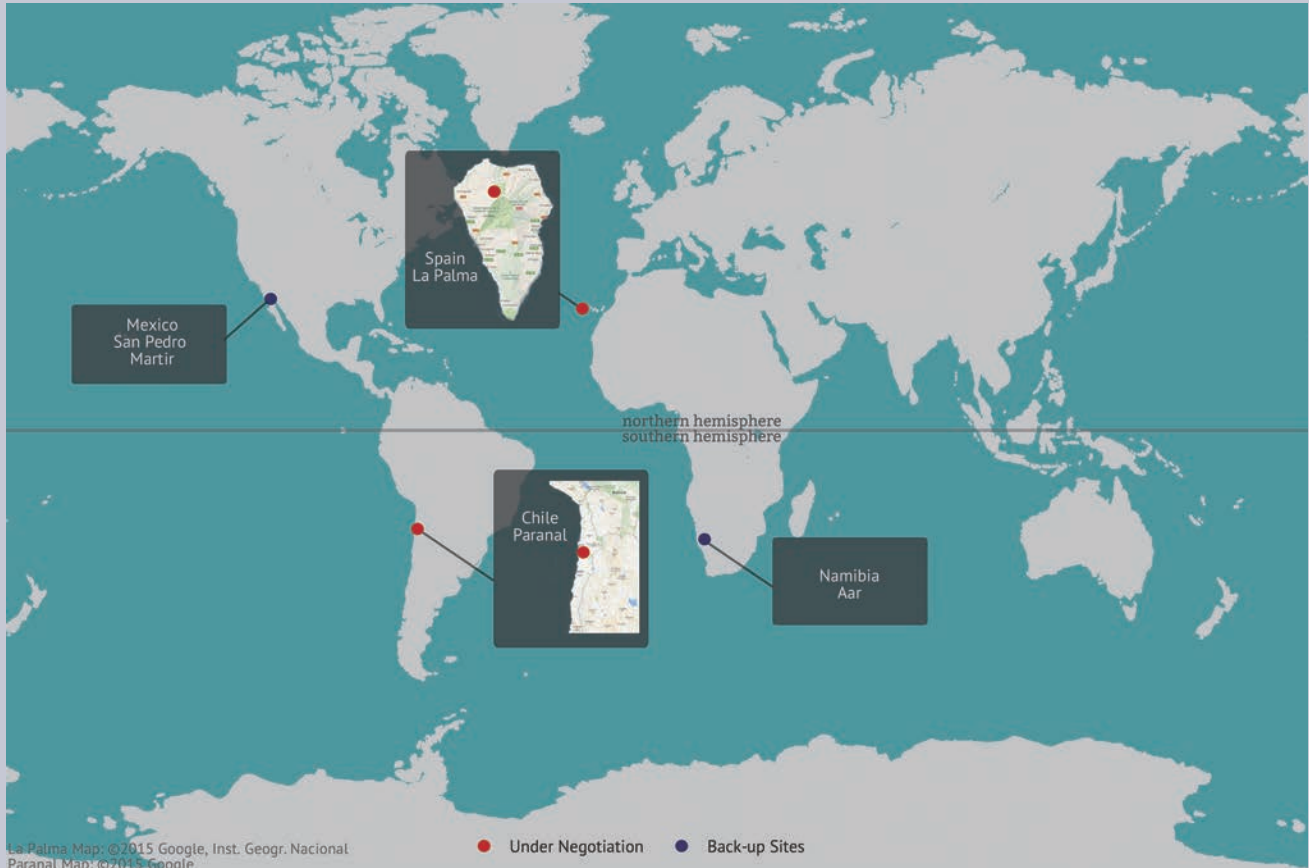 Spain
La Palma
Mexico
San Pedro
Martir
northern hemisphere
southern hemisphere
Chile
Paranal
Namibia
Aar
La Palma Map: ©2015 Google, Inst. Geogr. Nacional
Paranal Map: ©2015 Google
Under Negotiation
Back-up Sites